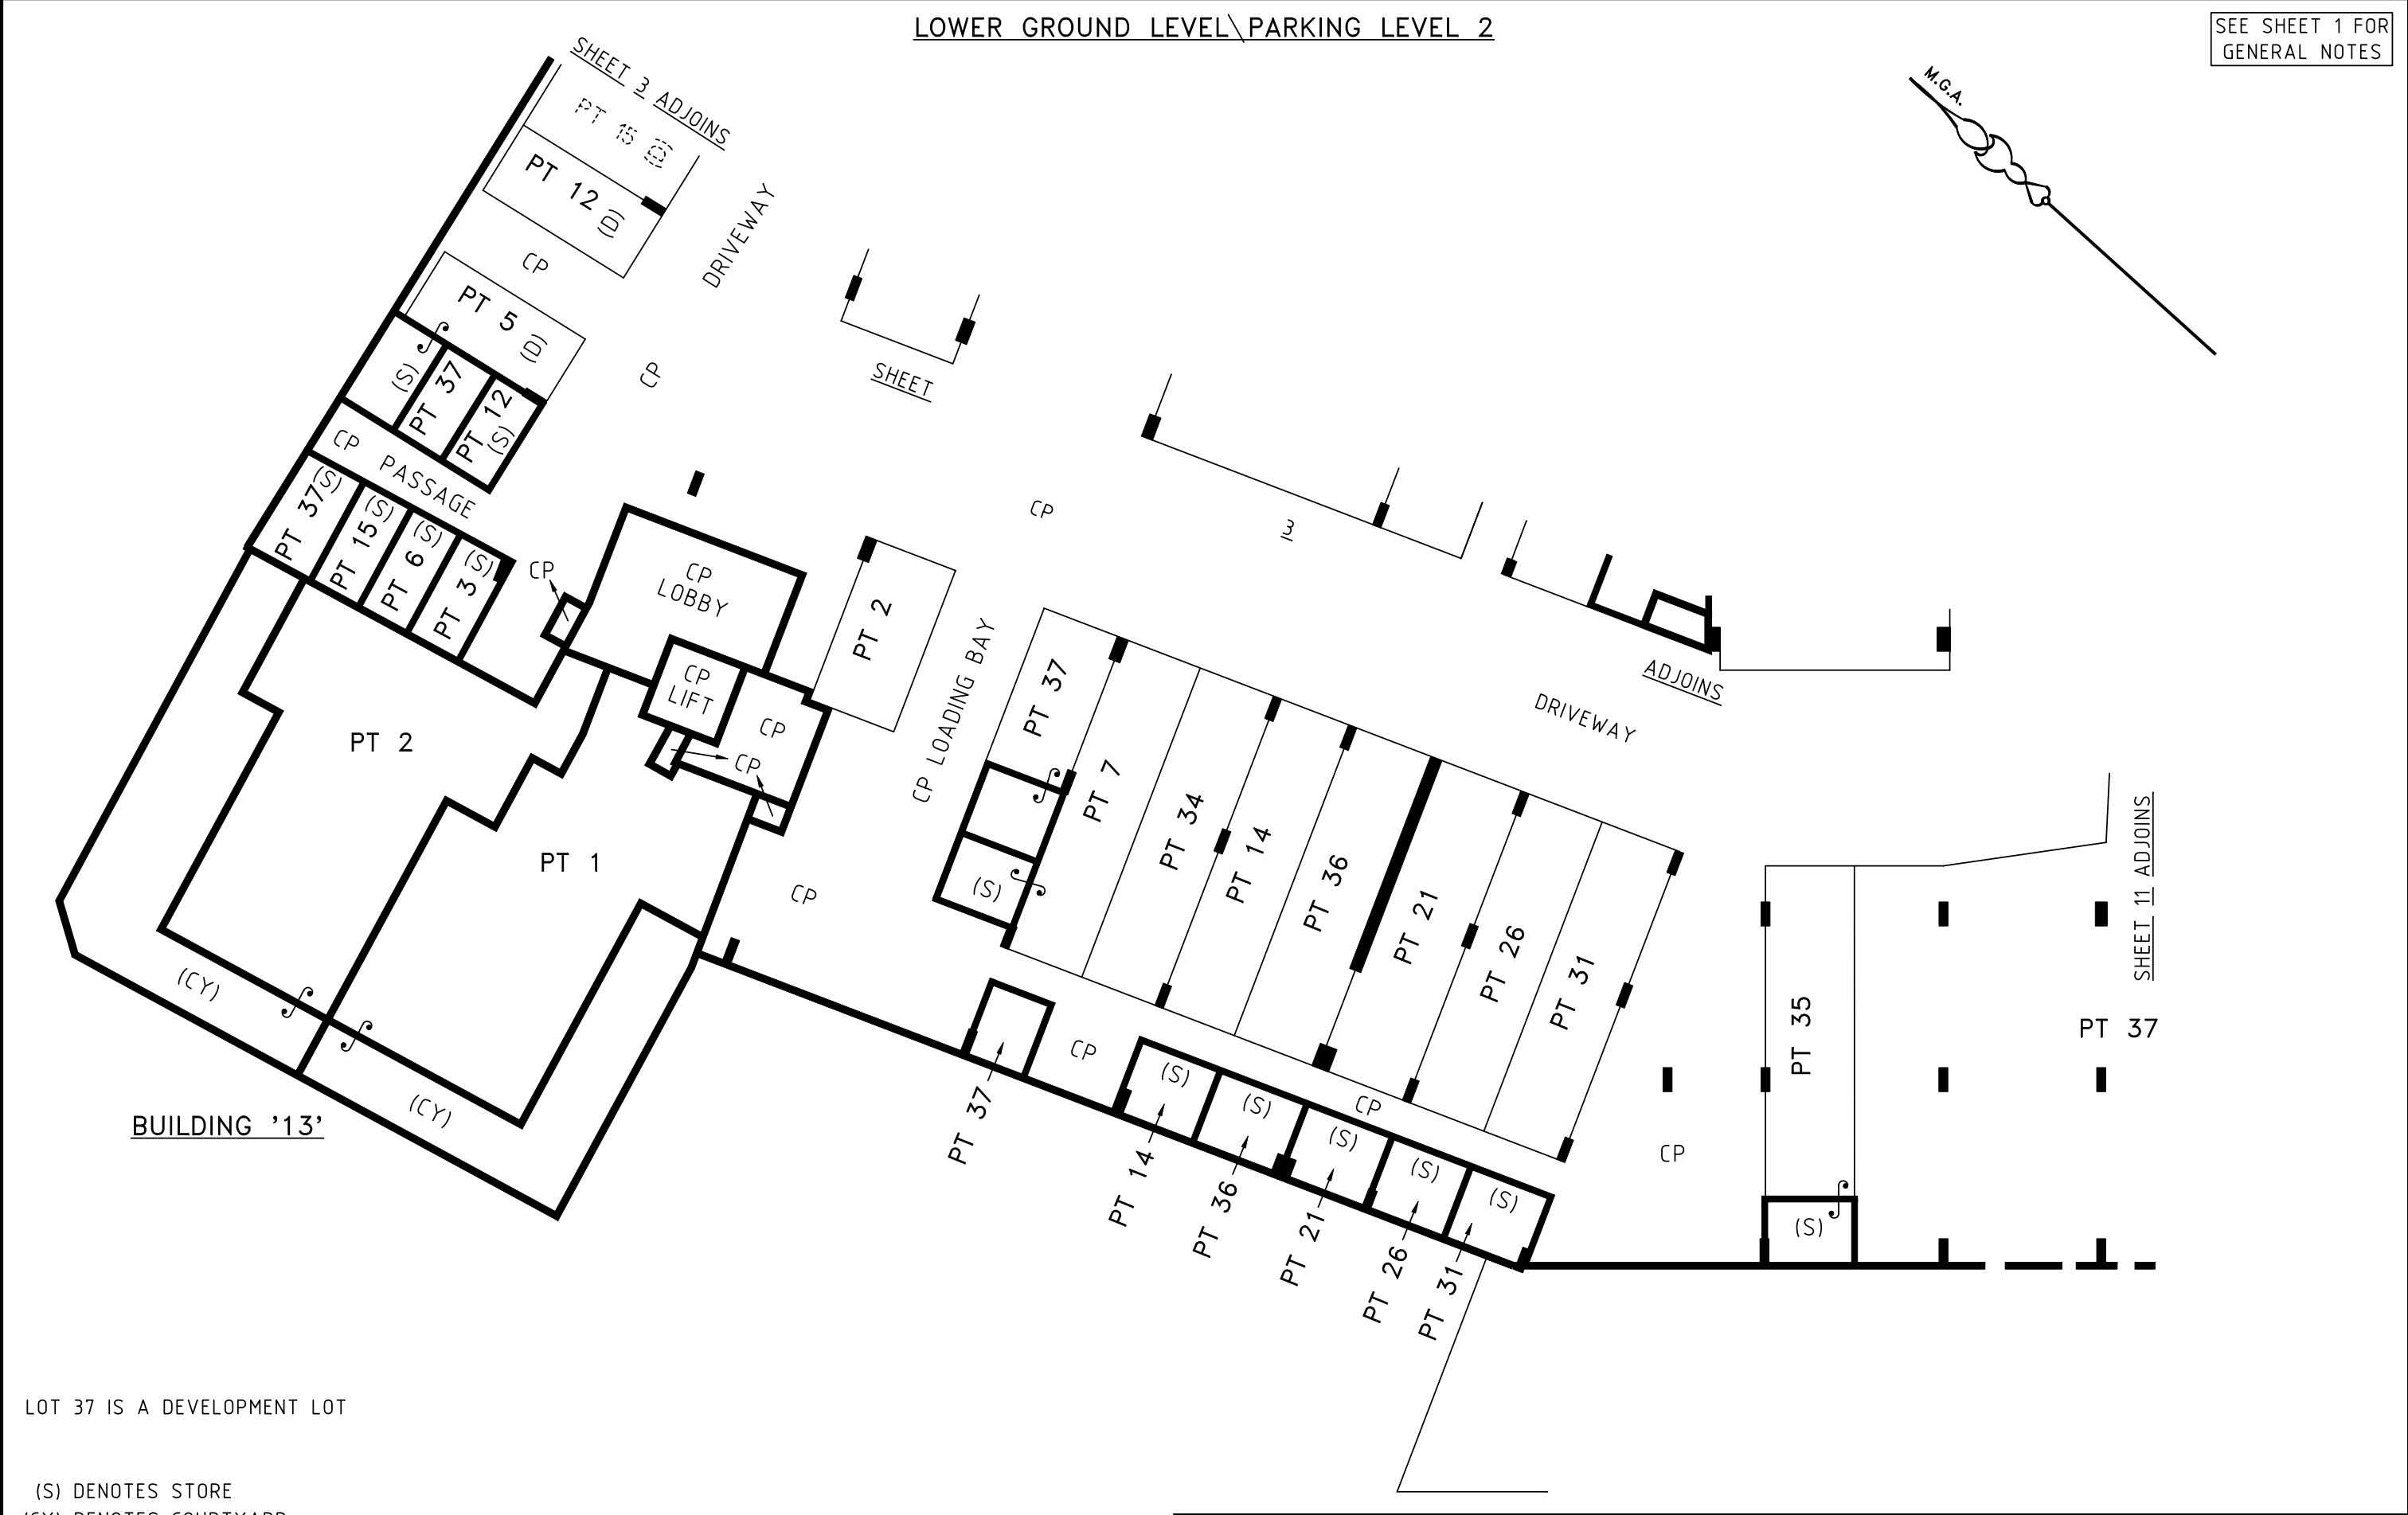 LOWER GROUND LEVEL\PARKING LEVEL 2
SEE SHEET 1 FOR
GENERAL NOTES
M.G.A.
SHEET 3 ADJOINS
PT 15 (D)
PT 12 (D)
DRIVEWAY
CP
PT 5 (D)
CP
SHEET
(S)
PT 37
PT 12
(S)
CP PASSAGE
PT 37 (S)
PT 15 (S)
PT 6 (S)
PT 3 (S)
CP
CP
LOBBY
CP
LIFT
CP
CP
PT 2
CP
3
ADJOINS
DRIVEWAY
CP LOADING BAY
PT 37
PT 7
PT 34
PT 14
PT 36
PT 21
PT 26
PT 31
(S)
PT 2
PT 1
CP
(CY)
(CY)
BUILDING '13'
CP
PT 37
(S)
(S)
(S)
(S)
(S)
CP
PT 14
PT 36
PT 21
PT 26
PT 31
CP
PT 35
(S)
PT 37
SHEET 11 ADJOINS
LOT 37 IS A DEVELOPMENT LOT
(S) DENOTES STORE
(CY) DENOTES COURTYARD